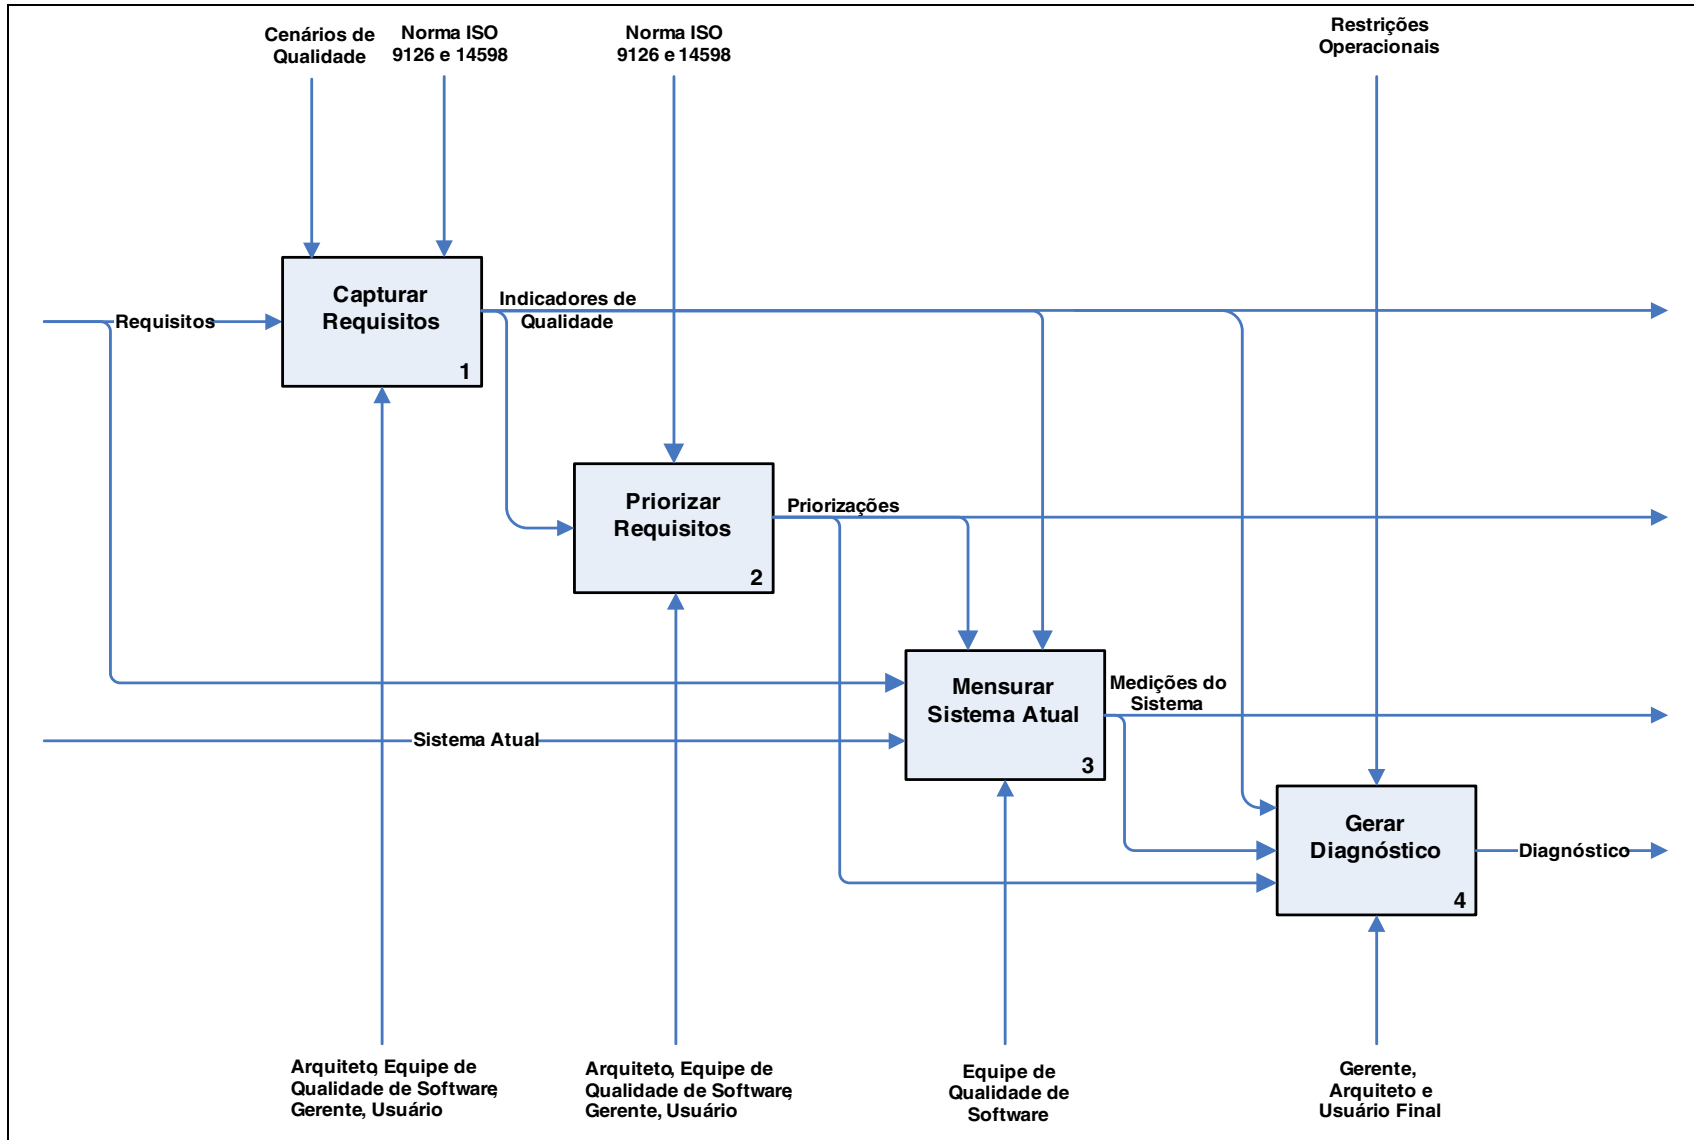 Cenários de
Qualidade
Norma ISO
9126 e 14598
Norma ISO
9126 e 14598
Restrições
Operacionais
Capturar
Requisitos
1
Requisitos
Indicadores de
Qualidade
Priorizar
Requisitos
2
Priorizações
Mensurar
Sistema Atual
3
Medições do
Sistema
Sistema Atual
Gerar
Diagnóstico
4
Diagnóstico
Arquiteto, Equipe de
Qualidade de Software,
Gerente, Usuário
Arquiteto, Equipe de
Qualidade de Software,
Gerente, Usuário
Equipe de
Qualidade de
Software
Gerente,
Arquiteto e
Usuário Final